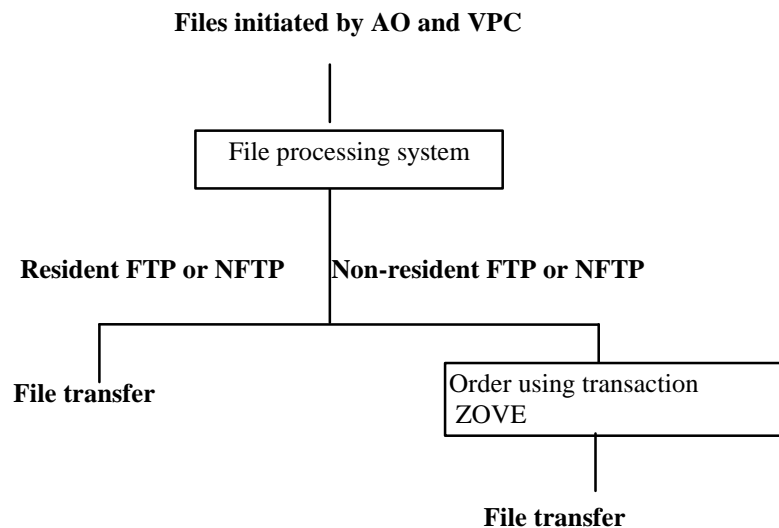 Files initiated by AO and VPC
File processing system
Resident FTP or NFTP
Non-resident FTP or NFTP
File transfer
Order using transaction
ZOVE
File transfer